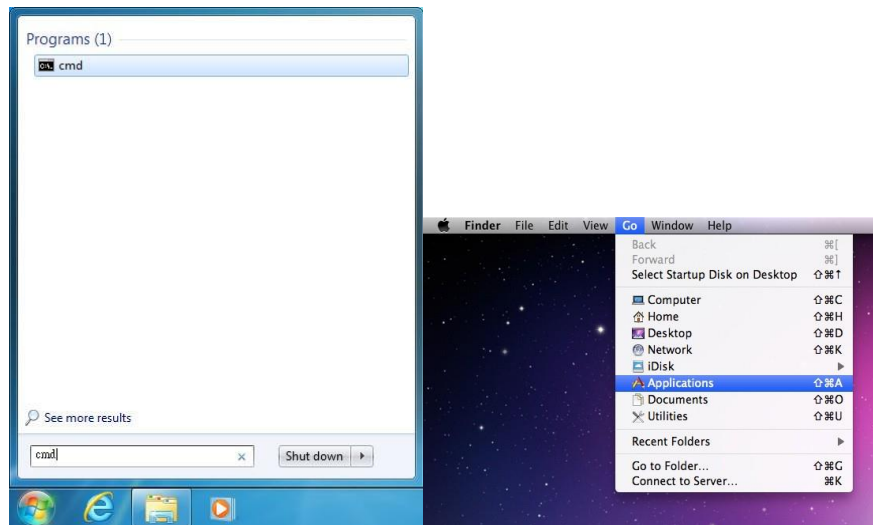 Programs (1)
cmd
See more results
cmd
Shut down
Finder File Edit View Go Window Help
Back ⌘[
Forward ⌘]
Select Startup Disk on Desktop ⇧⌘↑
Computer ⇧⌘C
Home ⇧⌘H
Desktop ⇧⌘D
Network ⇧⌘K
iDisk
Applications ⇧⌘A
Documents ⇧⌘O
Utilities ⇧⌘U
Recent Folders
Go to Folder... ⇧⌘G
Connect to Server... ⌘K